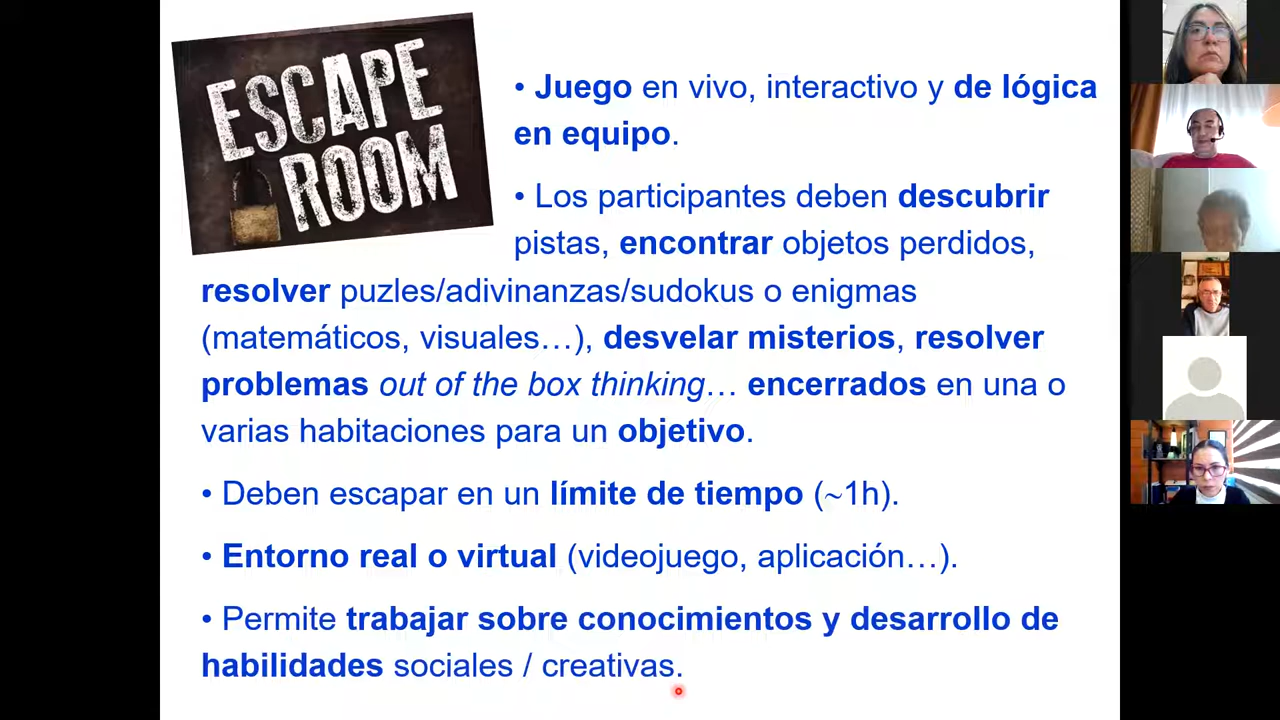 ESCAPE
ROOM
• Juego en vivo, interactivo y de lógica
en equipo.
• Los participantes deben descubrir
pistas, encontrar objetos perdidos,
resolver puzles/adivinanzas/sudokus o enigmas
(matemáticos, visuales…), desvelar misterios, resolver
problemas out of the box thinking… encerrados en una o
varias habitaciones para un objetivo.
• Deben escapar en un límite de tiempo (~1h).
• Entorno real o virtual (videojuego, aplicación…).
• Permite trabajar sobre conocimientos y desarrollo de
habilidades sociales / creativas.